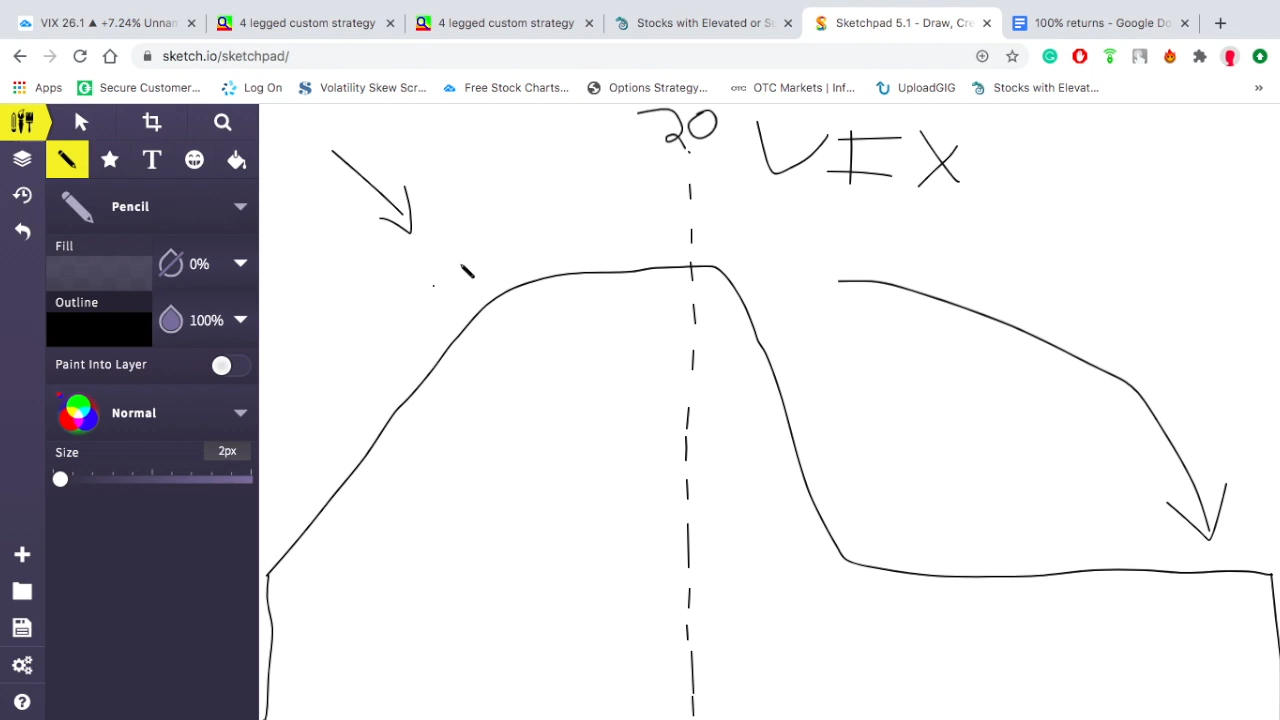 VIX 26.1 ▲ +7.24% Unnam
4 legged custom strategy
4 legged custom strategy
Stocks with Elevated or Su
Sketchpad 5.1 - Draw, Cre
100% returns - Google Do
sketch.io/sketchpad/
Apps
Secure Customer...
Log On
Volatility Skew Scr...
Free Stock Charts...
Options Strategy...
OTC Markets | Inf...
UploadGIG
Stocks with Elevat...
»
20 VIX
T
Pencil
Fill
0%
Outline
100%
Paint Into Layer
Normal
Size
2px